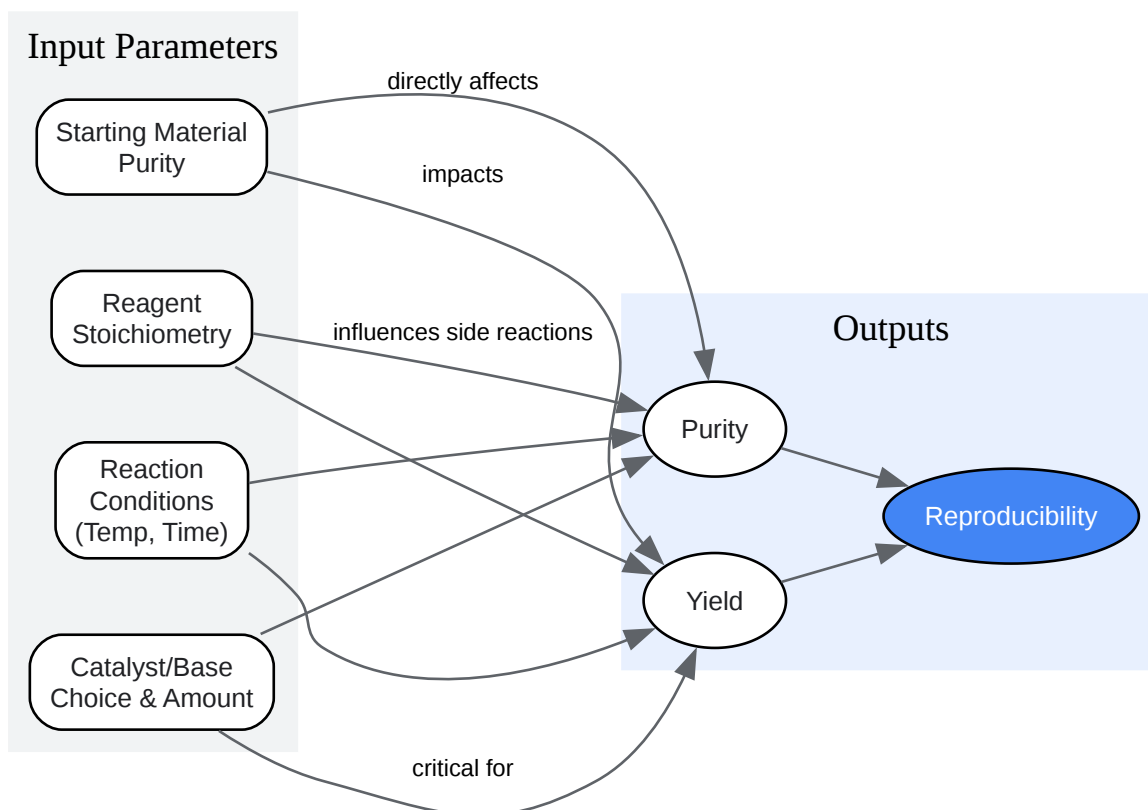 Input Parameters
directly affects
Starting Material
Purity
impacts
Reagent
Stoichiometry
influences side reactions
Outputs
Purity
Reaction
Conditions
(Temp, Time)
Reproducibility
Yield
Catalyst/Base
Choice & Amount
critical for